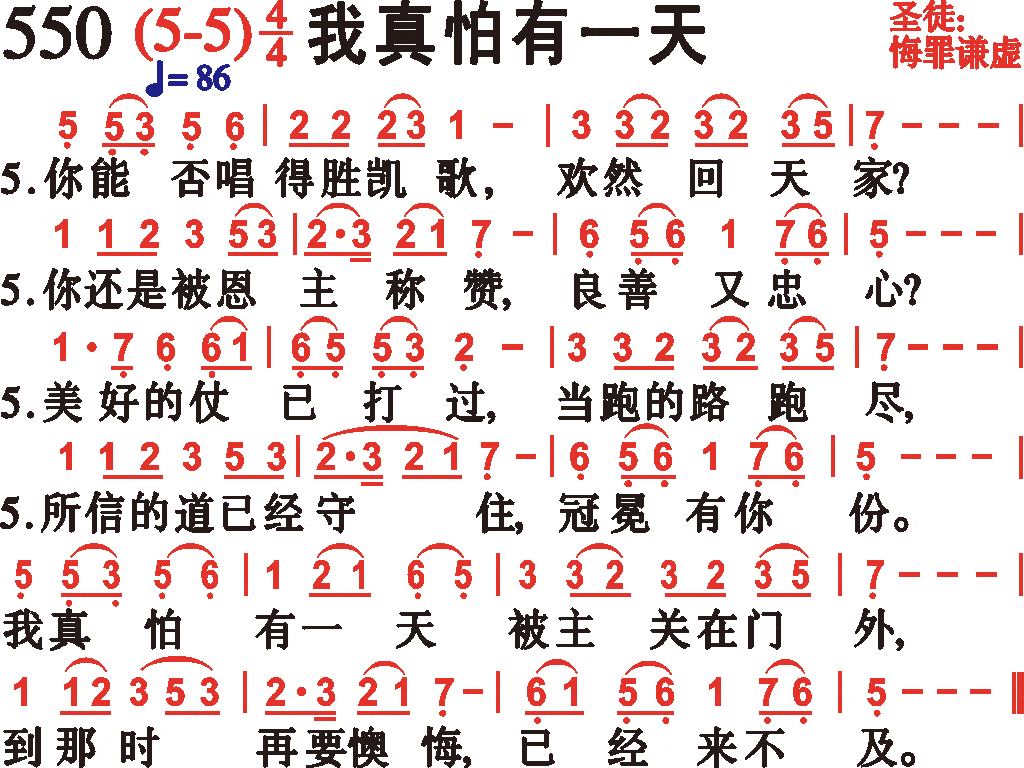 550 (5-5) 4/4 我真怕有一天 圣徒:
♩= 86 悔罪谦虚
5 5 3 5 6 | 2 2 2 3 1 - | 3 3 2 3 2 3 5 | 7 - - - |
5.你能 否唱得胜凯 歌, 欢然 回 天 家?
1 1 2 3 5 3 | 2·3 2 1 7 - | 6 5 6 1 7 6 | 5 - - - |
5.你还是被恩 主 称 赞, 良善 又忠 心?
1·7 6 6 1 | 6 5 5 3 2 - | 3 3 2 3 2 3 5 | 7 - - - |
5.美好的仗 已 打 过, 当跑的路 跑 尽,
1 1 2 3 5 3 | 2·3 2 1 7 - | 6 5 6 1 7 6 | 5 - - - |
5.所信的道已经守 住, 冠冕 有你 份。
5 5 3 5 6 | 1 2 1 6 5 | 3 3 2 3 2 3 5 | 7 - - - |
我真 怕 有一 天 被主 关在门 外,
1 1 2 3 5 3 | 2·3 2 1 7 - | 6 1 5 6 1 7 6 | 5 - - - ‖
到那 时 再要懊 悔, 已 经 来不 及。